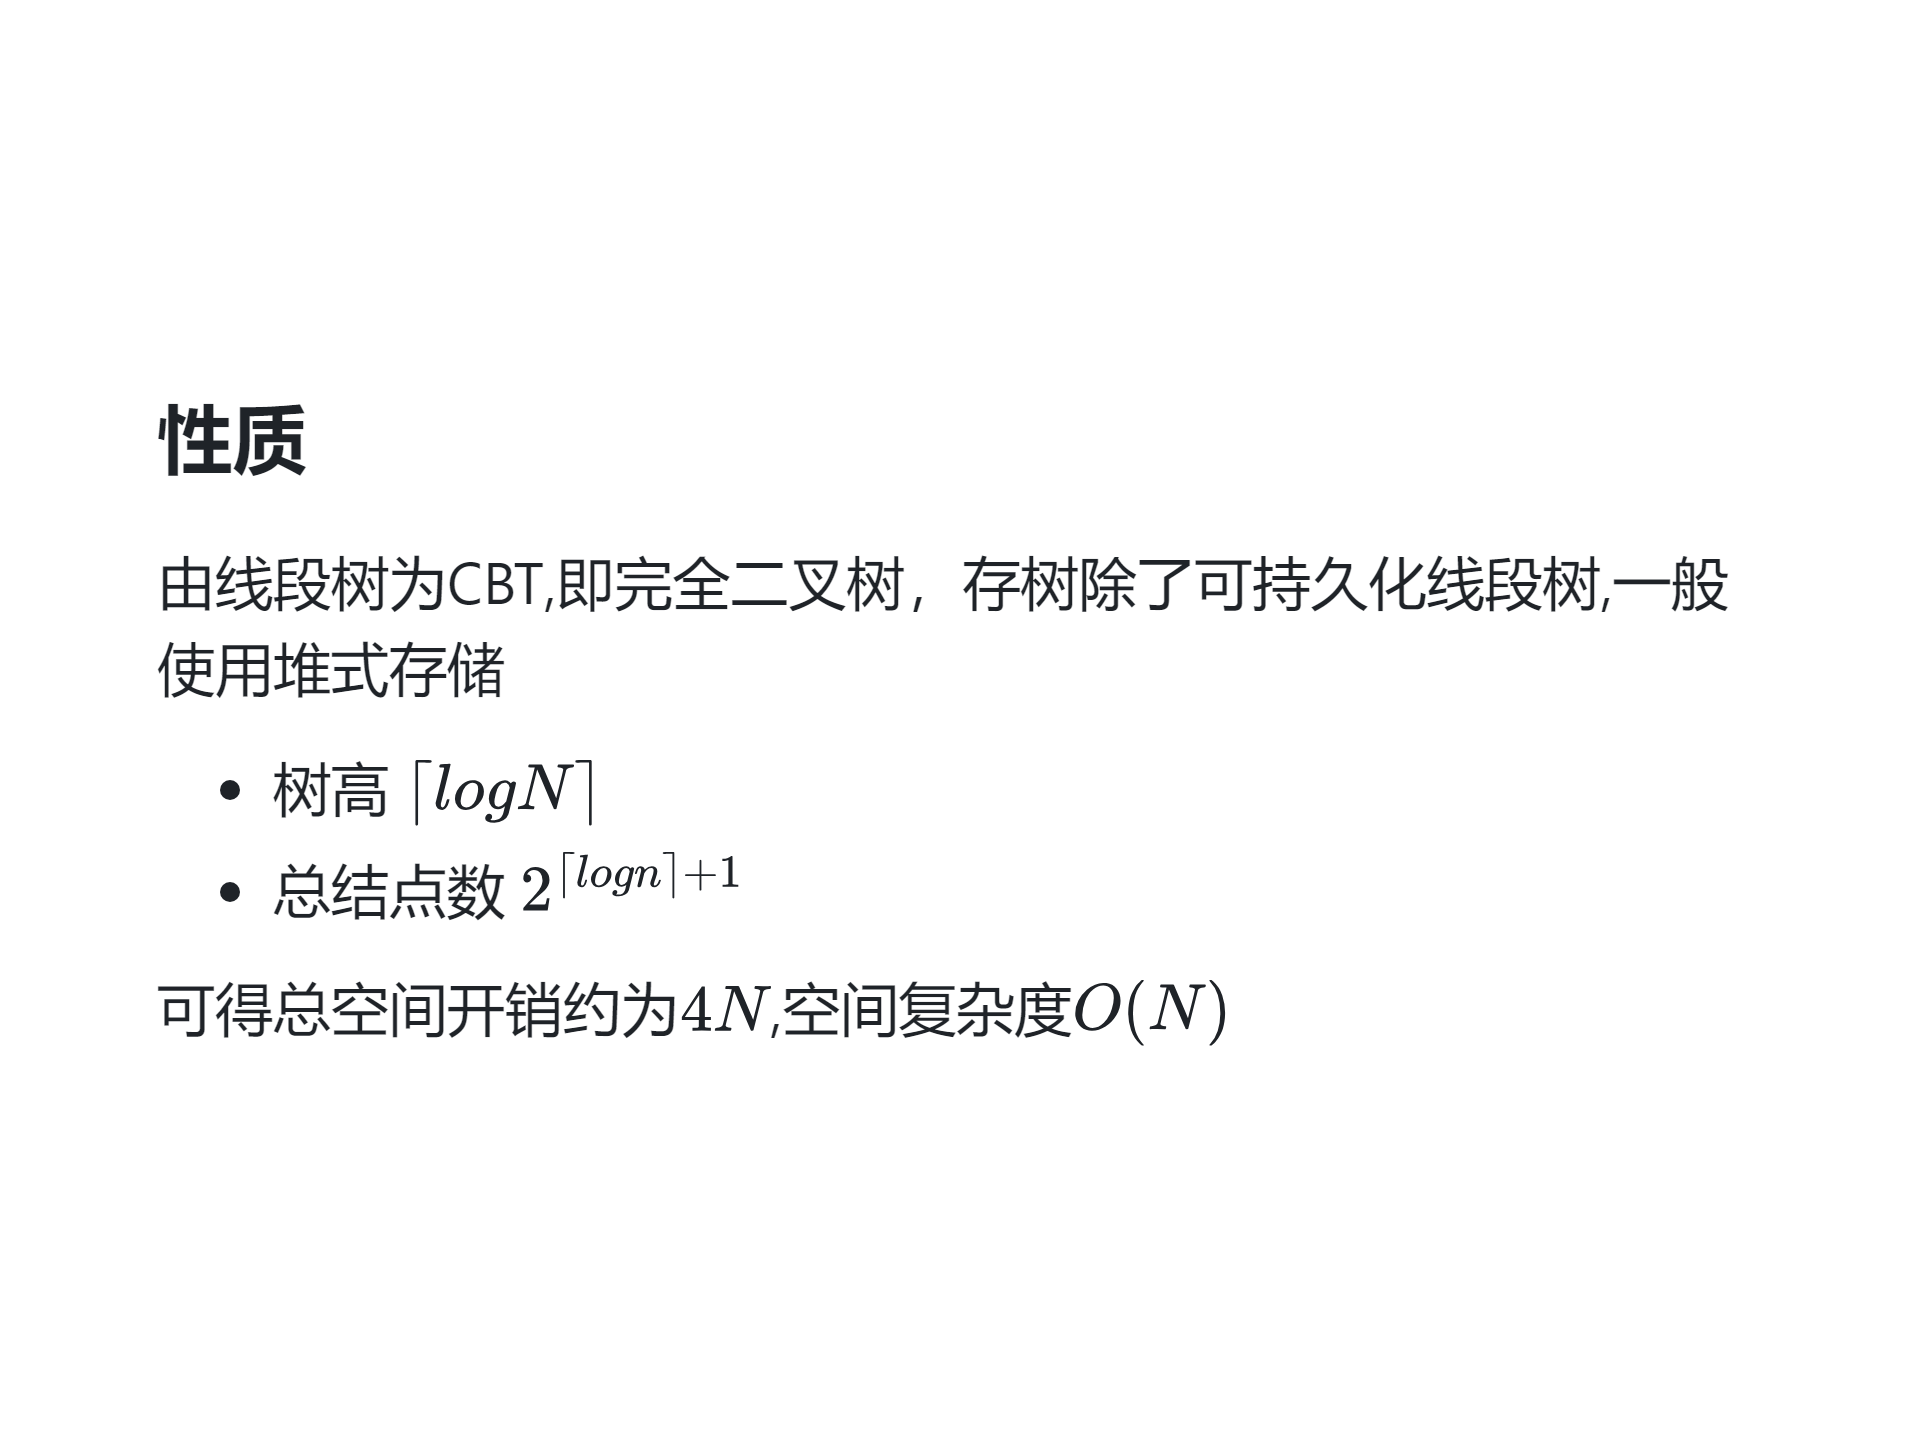 性质
由线段树为CBT,即完全二叉树，存树除了可持久化线段树,一般
使用堆式存储
• 树高 ⌈logN⌉
• 总结点数 2^{⌈logn⌉+1}
可得总空间开销约为4N,空间复杂度O(N)